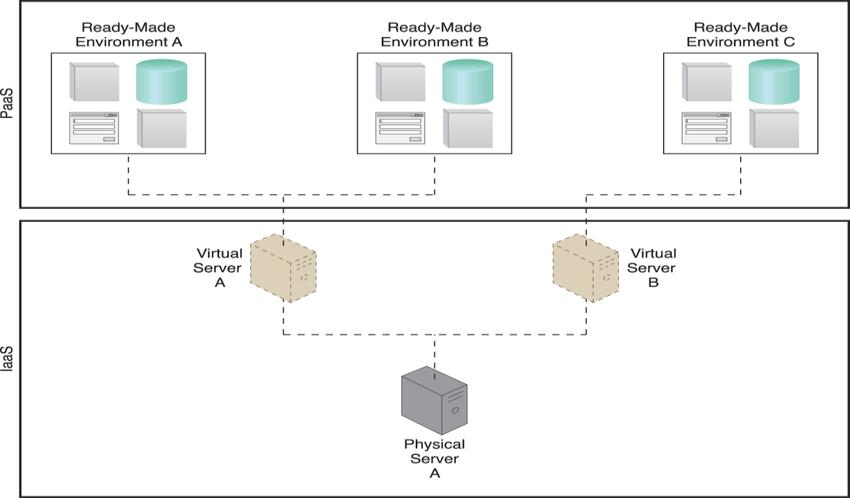 PaaS
Ready-Made
Environment A
Ready-Made
Environment B
Ready-Made
Environment C
IaaS
Virtual
Server
A
Virtual
Server
B
Physical
Server
A